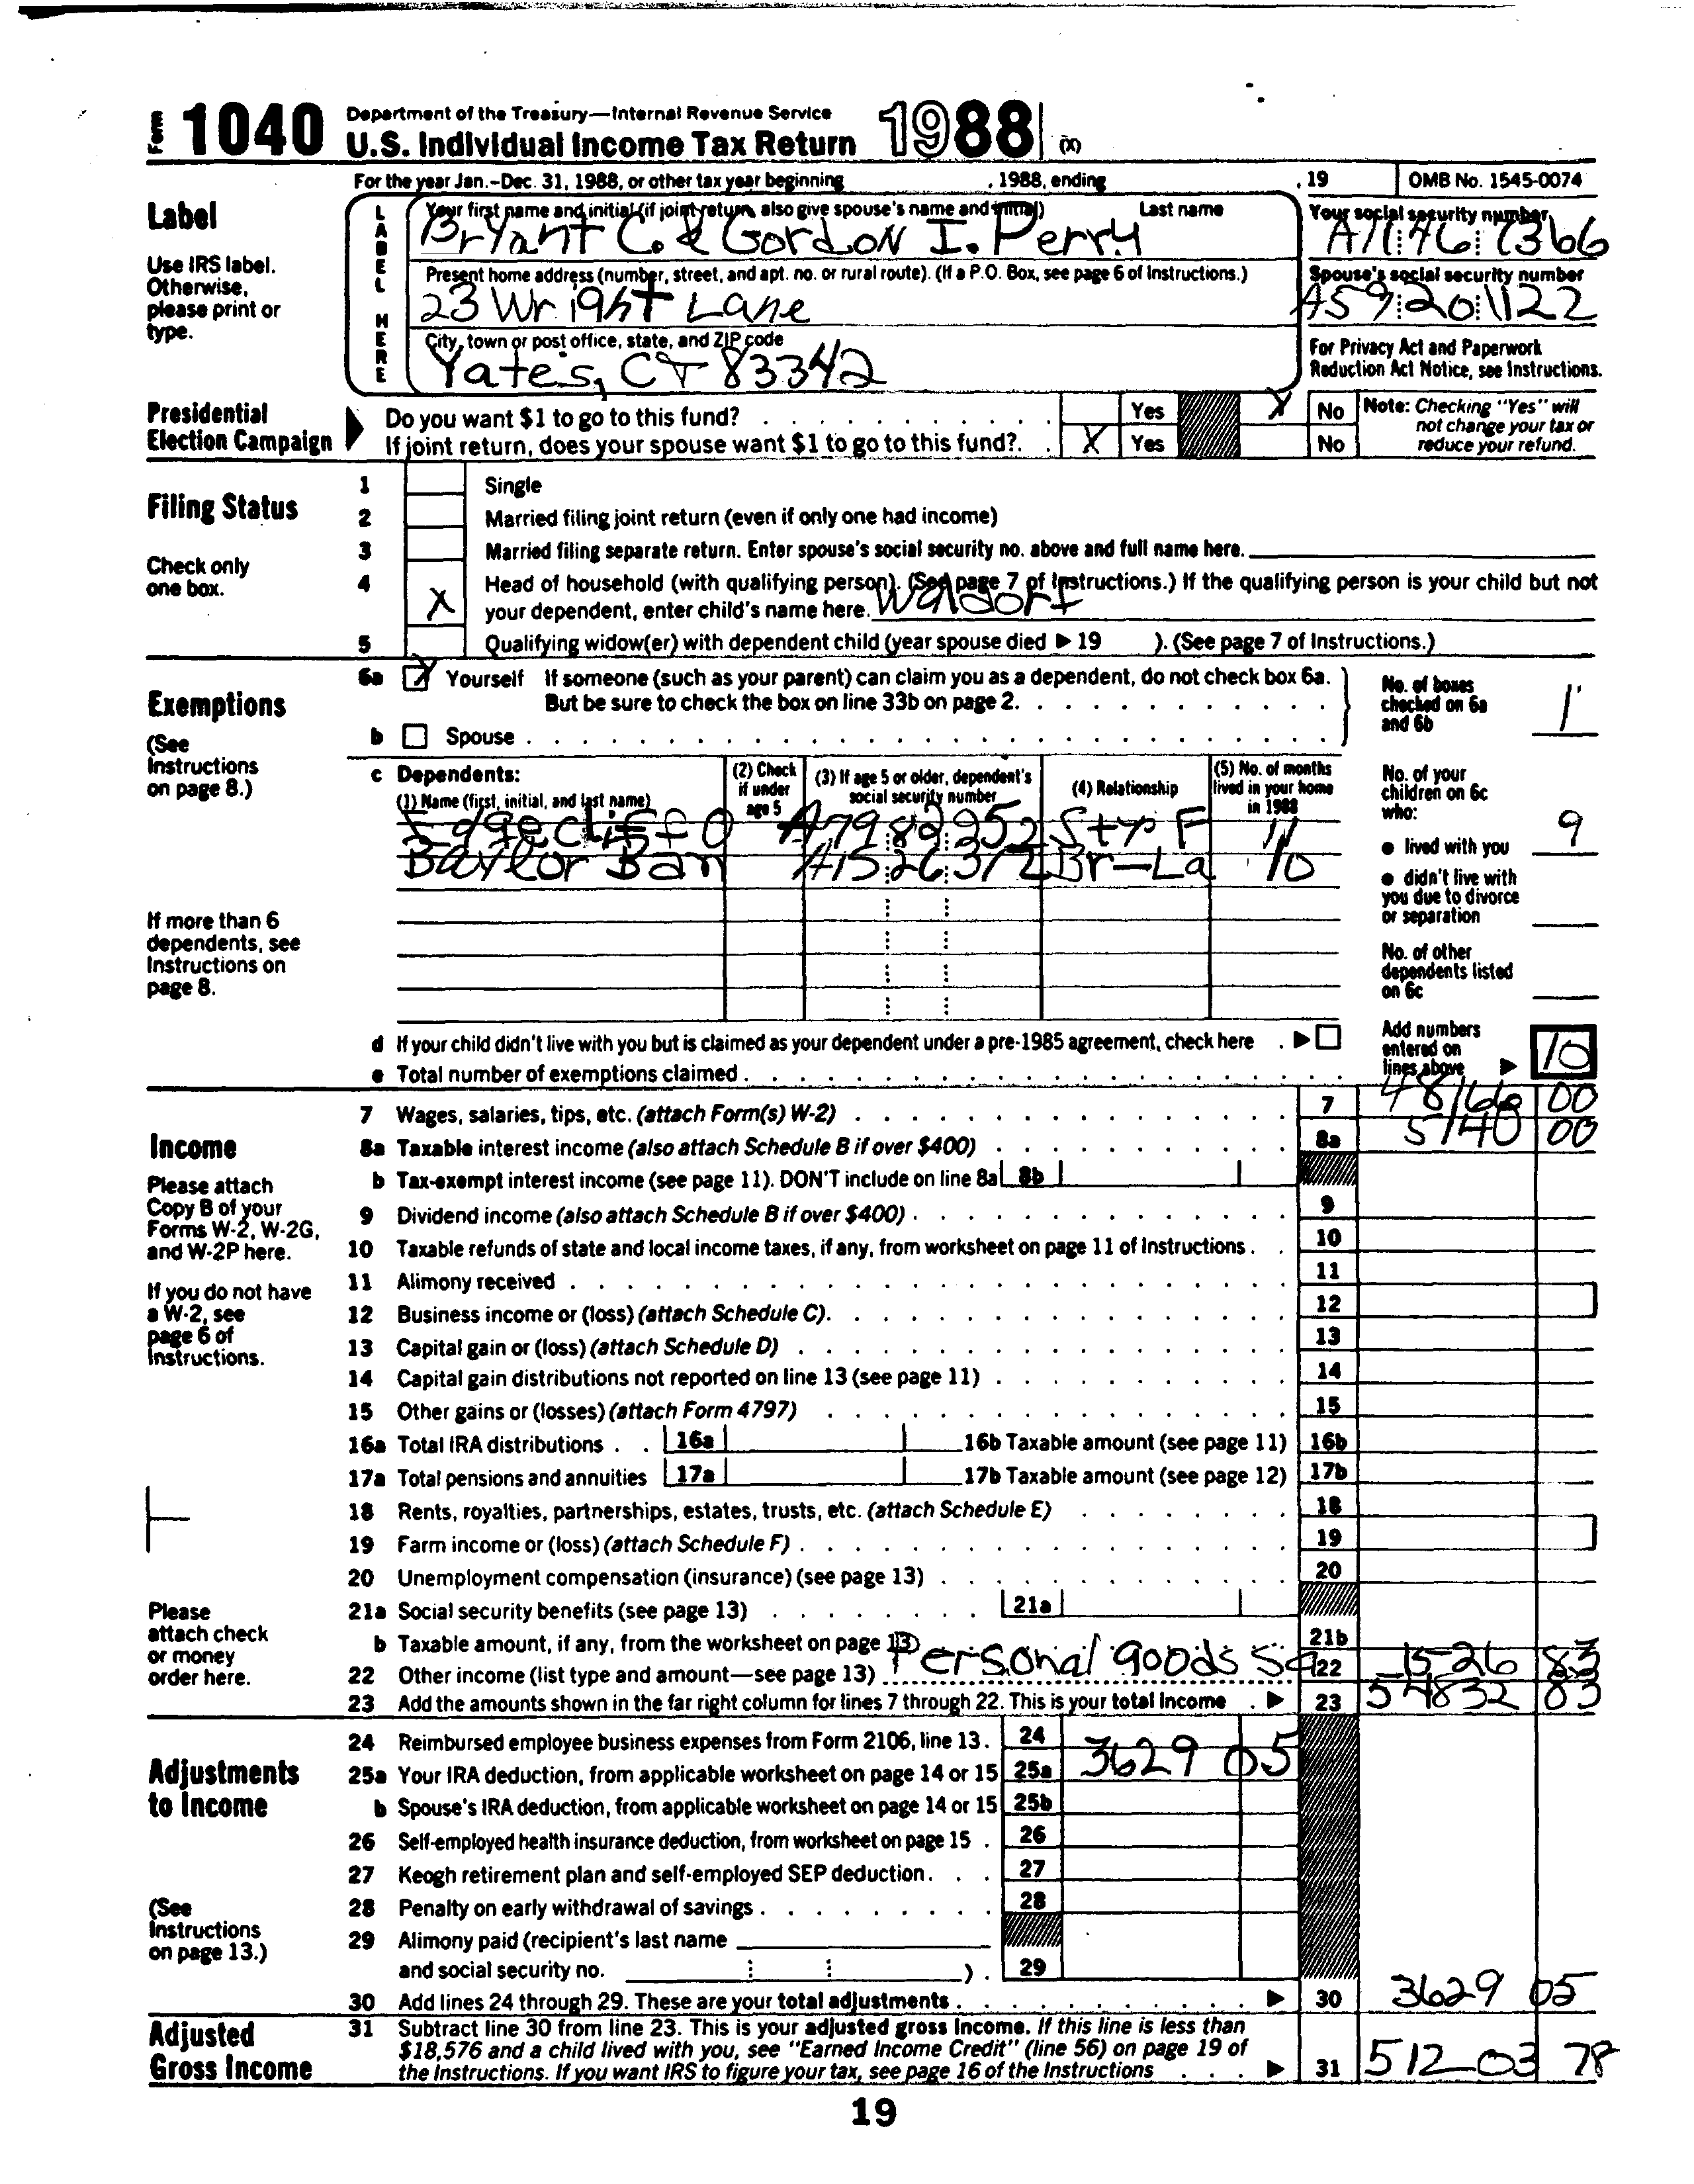 Form 1040 Department of the Treasury—Internal Revenue Service
U.S. Individual Income Tax Return 1988 (X)
For the year Jan.–Dec. 31, 1988, or other tax year beginning , 1988, ending , 19 OMB No. 1545-0074
Label
Use IRS label. Otherwise, please print or type.
LABEL HERE
Your first name and initial (if joint return, also give spouse's name and initial) Last name
Bryant C. & Gordon I. Perry
Your social security number
A11 46 7366
Present home address (number, street, and apt. no. or rural route). (If a P.O. Box, see page 6 of Instructions.)
23 Wright Lane
Spouse's social security number
A59 20 1122
City, town or post office, state, and ZIP code
Yates, CT 83342
For Privacy Act and Paperwork Reduction Act Notice, see Instructions.
Presidential Election Campaign
Do you want $1 to go to this fund? Yes X No
If joint return, does your spouse want $1 to go to this fund? X Yes No
Note: Checking "Yes" will not change your tax or reduce your refund.
Filing Status
Check only one box.
1 Single
2 Married filing joint return (even if only one had income)
3 Married filing separate return. Enter spouse's social security no. above and full name here.
4 X Head of household (with qualifying person). (See page 7 of Instructions.) If the qualifying person is your child but not
your dependent, enter child's name here. Waldorf
5 Qualifying widow(er) with dependent child (year spouse died ▶ 19 ). (See page 7 of Instructions.)
Exemptions
(See Instructions on page 8.)
6a X Yourself If someone (such as your parent) can claim you as a dependent, do not check box 6a.
But be sure to check the box on line 33b on page 2.
b Spouse
No. of boxes checked on 6a and 6b 1
c Dependents:
(1) Name (first, initial, and last name)
(2) Check if under age 5
(3) If age 5 or older, dependent's social security number
(4) Relationship
(5) No. of months lived in your home in 1988
Edgecliff O A79 82 9952 Stp F 11
Baylor Ban A15 26 3172 Br-La 10
No. of your children on 6c who:
● lived with you 9
● didn't live with you due to divorce or separation
No. of other dependents listed on 6c
If more than 6 dependents, see Instructions on page 8.
d If your child didn't live with you but is claimed as your dependent under a pre-1985 agreement, check here ▶
e Total number of exemptions claimed
Add numbers entered on lines above ▶ 10
Income
Please attach Copy B of your Forms W-2, W-2G, and W-2P here.
If you do not have a W-2, see page 6 of Instructions.
Please attach check or money order here.
7 Wages, salaries, tips, etc. (attach Form(s) W-2) 7 48166 00
8a Taxable interest income (also attach Schedule B if over $400) 8a 5140 00
b Tax-exempt interest income (see page 11). DON'T include on line 8a 8b
9 Dividend income (also attach Schedule B if over $400) 9
10 Taxable refunds of state and local income taxes, if any, from worksheet on page 11 of Instructions 10
11 Alimony received 11
12 Business income or (loss) (attach Schedule C) 12
13 Capital gain or (loss) (attach Schedule D) 13
14 Capital gain distributions not reported on line 13 (see page 11) 14
15 Other gains or (losses) (attach Form 4797) 15
16a Total IRA distributions 16a 16b Taxable amount (see page 11) 16b
17a Total pensions and annuities 17a 17b Taxable amount (see page 12) 17b
18 Rents, royalties, partnerships, estates, trusts, etc. (attach Schedule E) 18
19 Farm income or (loss) (attach Schedule F) 19
20 Unemployment compensation (insurance) (see page 13) 20
21a Social security benefits (see page 13) 21a
b Taxable amount, if any, from the worksheet on page 13 21b
22 Other income (list type and amount—see page 13) Personal goods Sa 22 1526 83
23 Add the amounts shown in the far right column for lines 7 through 22. This is your total income ▶ 23 54832 83
Adjustments to Income
(See Instructions on page 13.)
24 Reimbursed employee business expenses from Form 2106, line 13. 24
25a Your IRA deduction, from applicable worksheet on page 14 or 15 25a 3629 05
b Spouse's IRA deduction, from applicable worksheet on page 14 or 15 25b
26 Self-employed health insurance deduction, from worksheet on page 15 26
27 Keogh retirement plan and self-employed SEP deduction 27
28 Penalty on early withdrawal of savings 28
29 Alimony paid (recipient's last name
and social security no. ) 29
30 Add lines 24 through 29. These are your total adjustments ▶ 30 3629 05
Adjusted Gross Income
31 Subtract line 30 from line 23. This is your adjusted gross income. If this line is less than
$18,576 and a child lived with you, see "Earned Income Credit" (line 56) on page 19 of
the Instructions. If you want IRS to figure your tax, see page 16 of the Instructions ▶ 31 51203 78
19